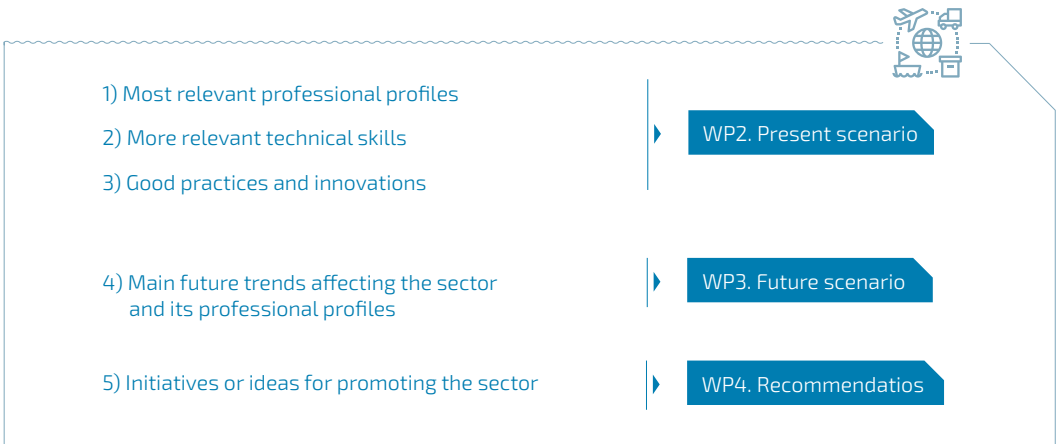 1) Most relevant professional profiles
2) More relevant technical skills
WP2. Present scenario
3) Good practices and innovations
4) Main future trends affecting the sector
and its professional profiles
WP3. Future scenario
5) Initiatives or ideas for promoting the sector
WP4. Recommendatios